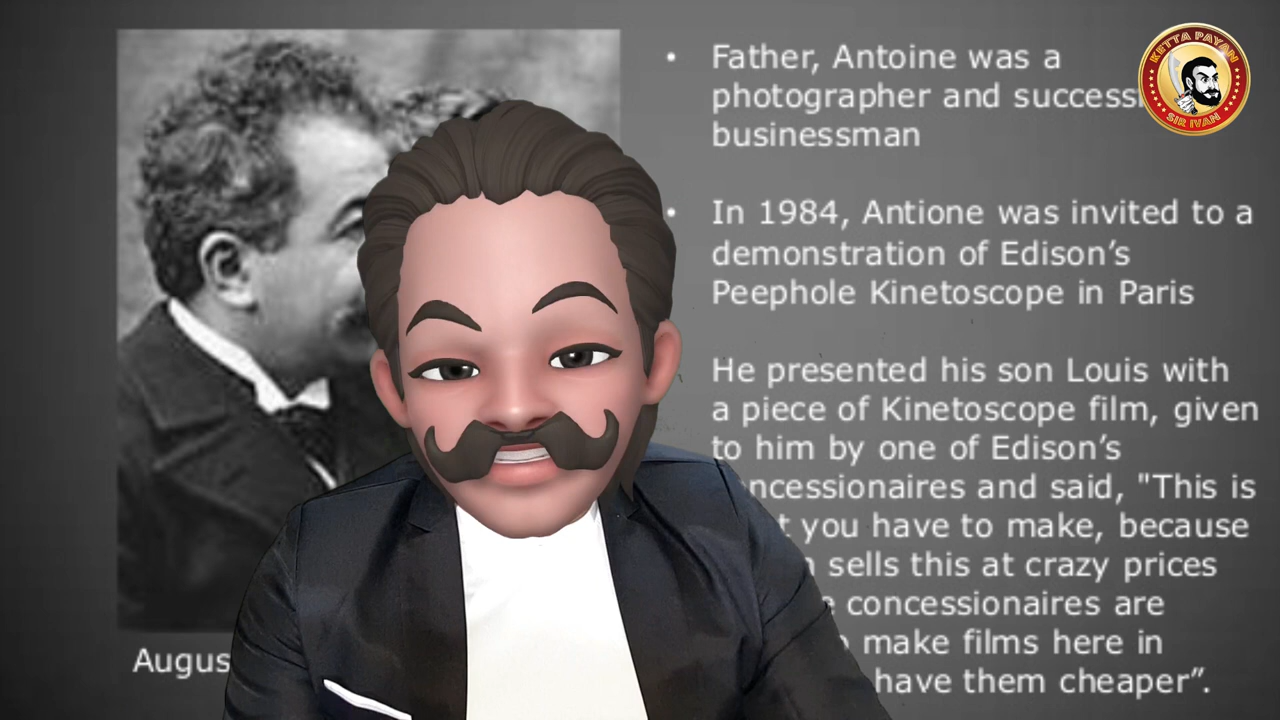 Father, Antoine was a
photographer and
businessman
In 1984, Antione was invited to a
demonstration of Edison’s
Peephole Kinetoscope in Paris
He presented his son Louis with
a piece of Kinetoscope film, given
to him by one of Edison’s
and said, "This is
you have to make, because
sells this at crazy prices
concessionaires are
make films here in
have them cheaper”.
KETTA PAYAN
SIR IVAN